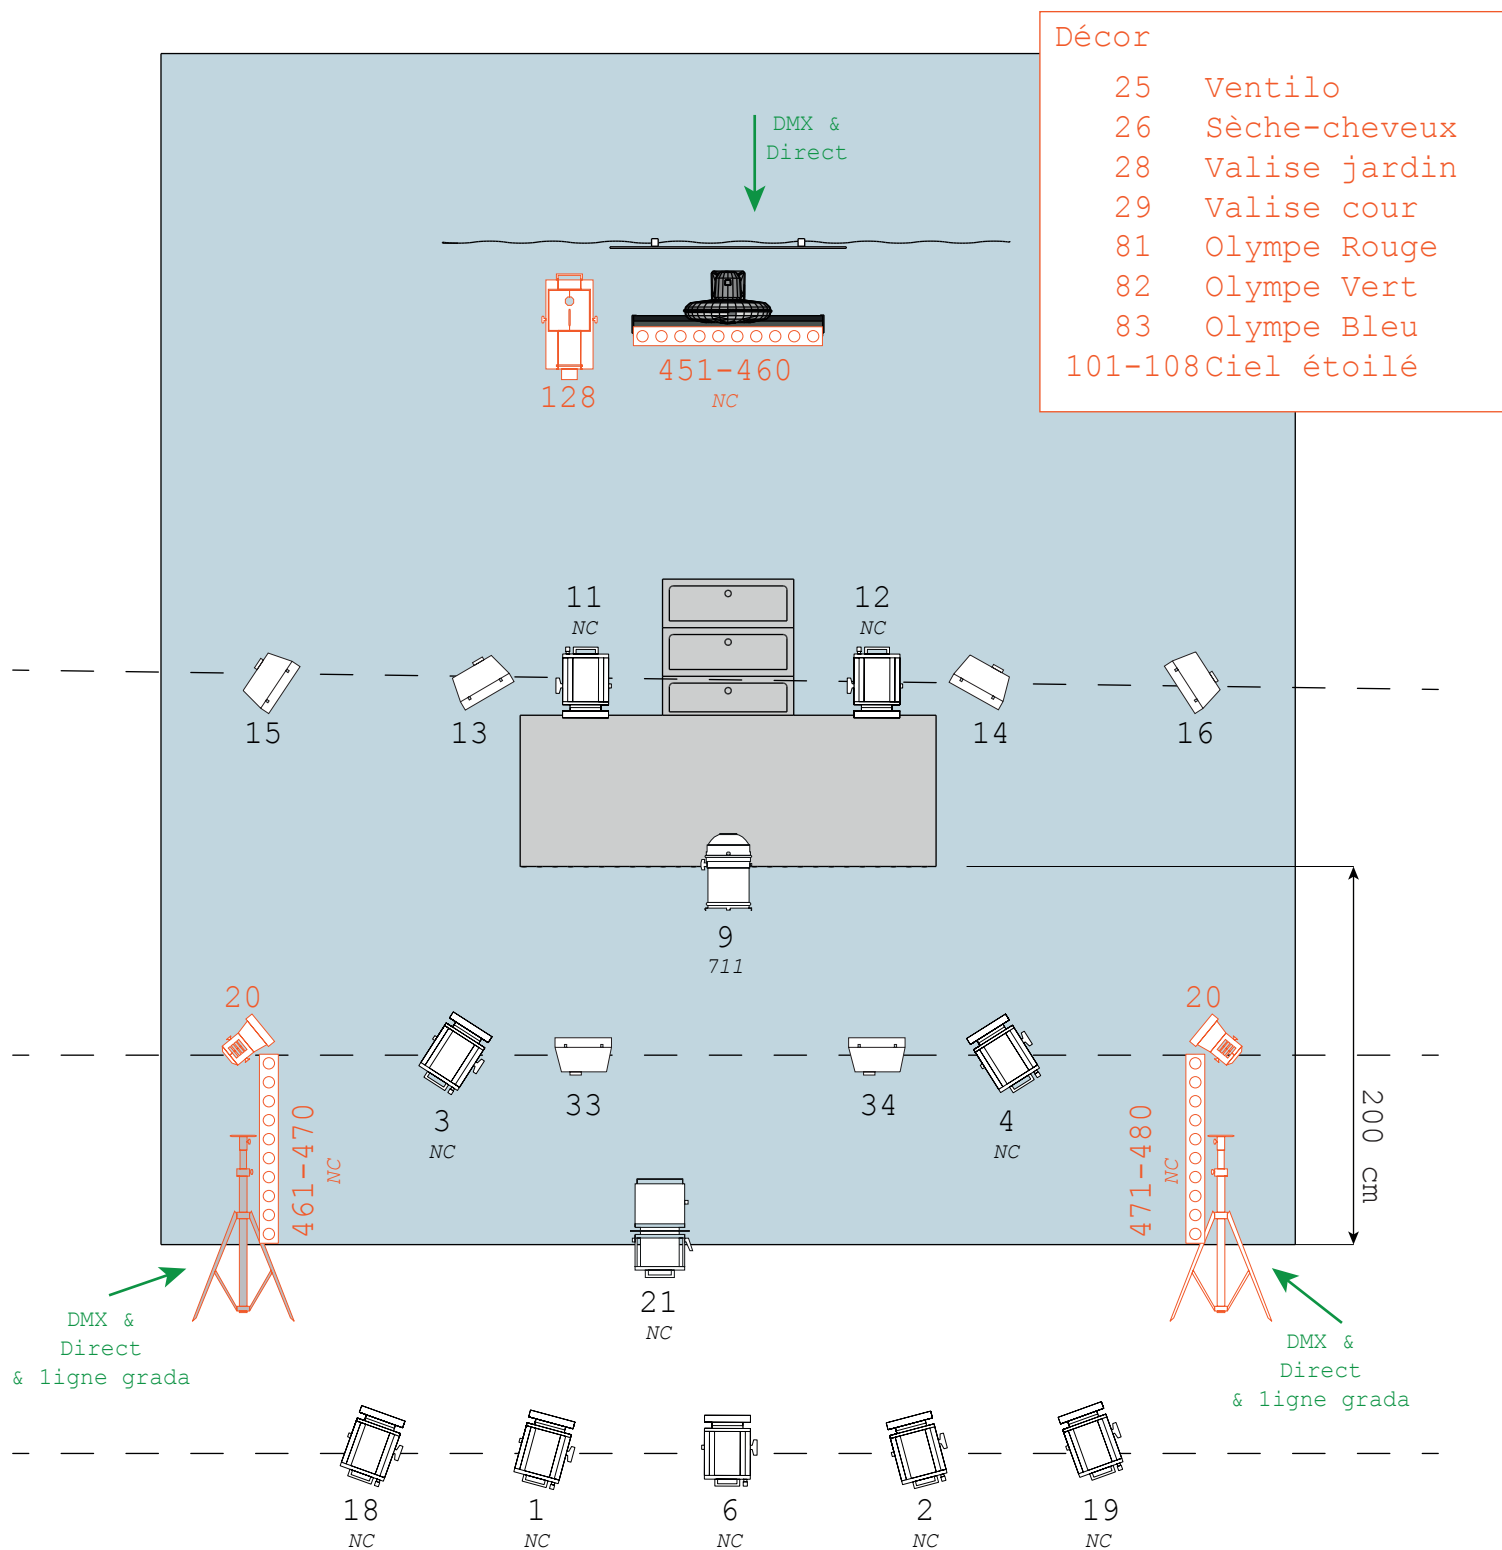 Décor
25 Ventilo
26 Sèche-cheveux
28 Valise jardin
29 Valise cour
81 Olympe Rouge
82 Olympe Vert
83 Olympe Bleu
101-108 Ciel étoilé
DMX &
Direct
128
451-460
NC
11
NC
12
NC
15
13
14
16
9
711
20
20
3
NC
33
34
4
NC
461-470
NC
471-480
NC
200 cm
21
NC
DMX &
Direct
& 1ligne grada
DMX &
Direct
& 1ligne grada
18
NC
1
NC
6
NC
2
NC
19
NC